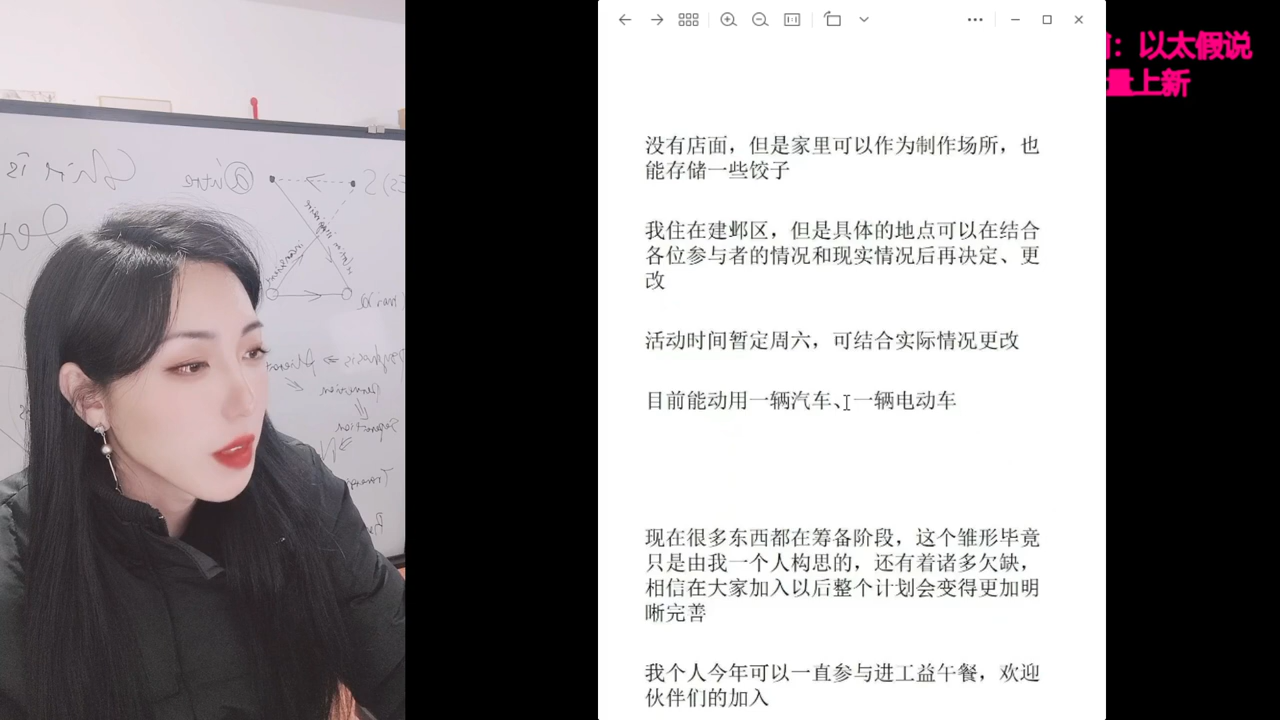 没有店面，但是家里可以作为制作场所，也
能存储一些饺子
我住在建邺区，但是具体的地点可以在结合
各位参与者的情况和现实情况后再决定、更
改
活动时间暂定周六，可结合实际情况更改
目前能动用一辆汽车、一辆电动车
现在很多东西都在筹备阶段，这个雏形毕竟
只是由我一个人构思的，还有着诸多欠缺，
相信在大家加入以后整个计划会变得更加明
晰完善
我个人今年可以一直参与进工益午餐，欢迎
伙伴们的加入
：以太假说
量上新